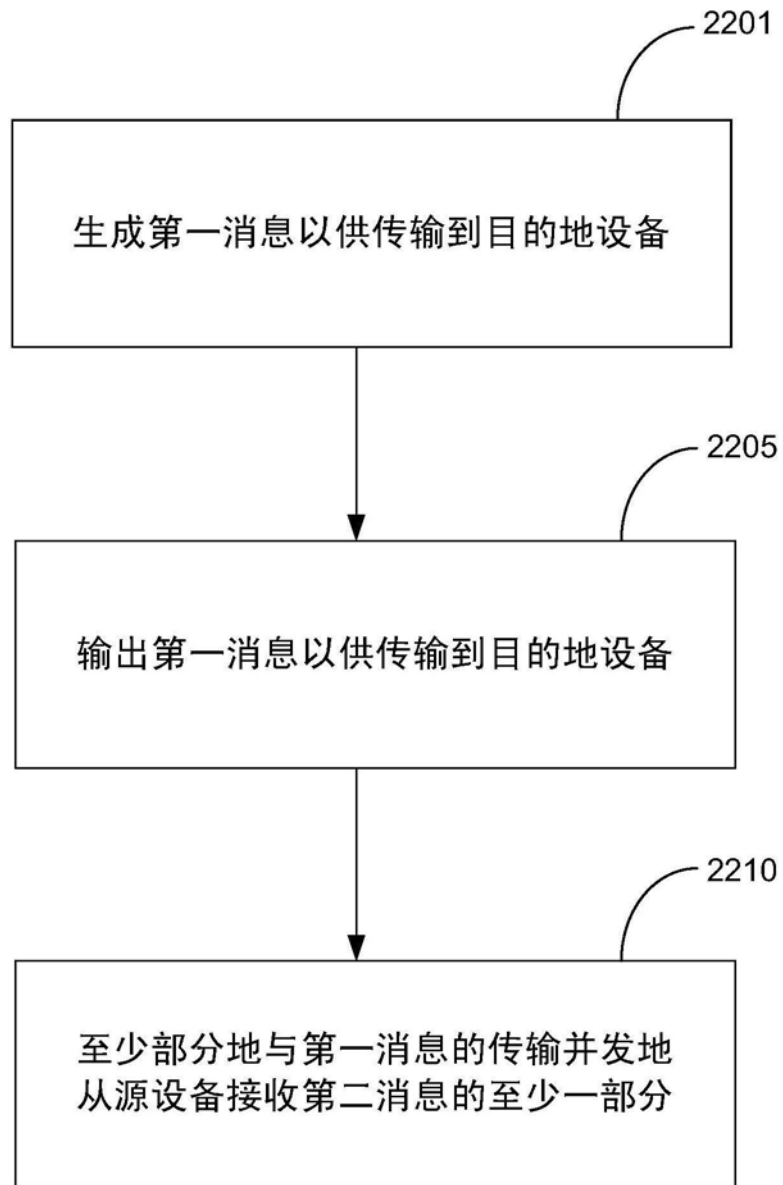 2201
生成第一消息以供传输到目的地设备
2205
输出第一消息以供传输到目的地设备
2210
至少部分地与第一消息的传输并发地
从源设备接收第二消息的至少一部分